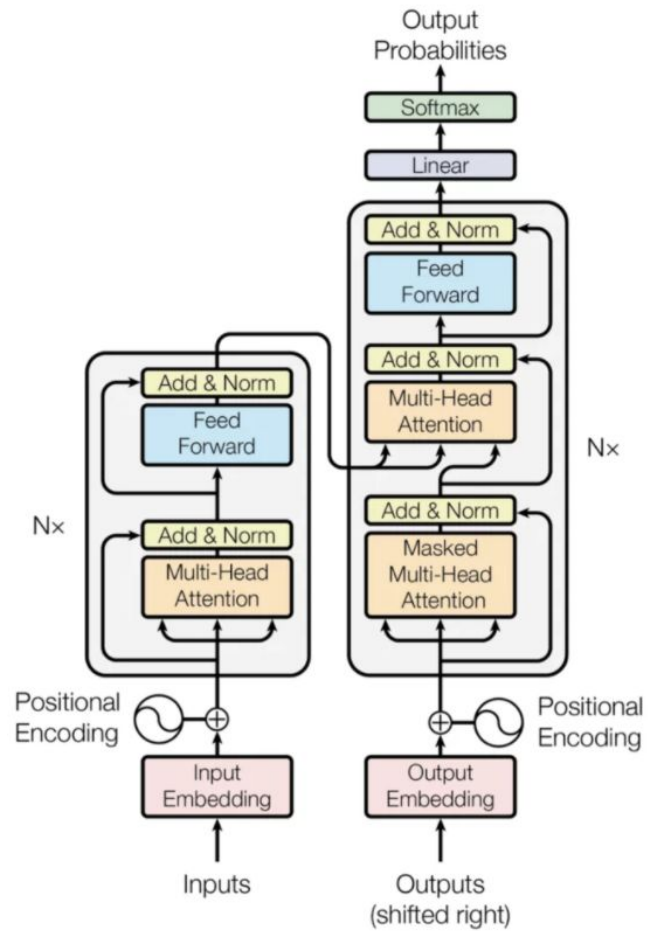 Output
Probabilities
Softmax
Linear
Add & Norm
Feed
Forward
Add & Norm
Multi-Head
Attention
Add & Norm
Masked
Multi-Head
Attention
Nx
Add & Norm
Feed
Forward
Add & Norm
Multi-Head
Attention
Nx
Positional
Encoding
Positional
Encoding
Input
Embedding
Output
Embedding
Inputs
Outputs
(shifted right)